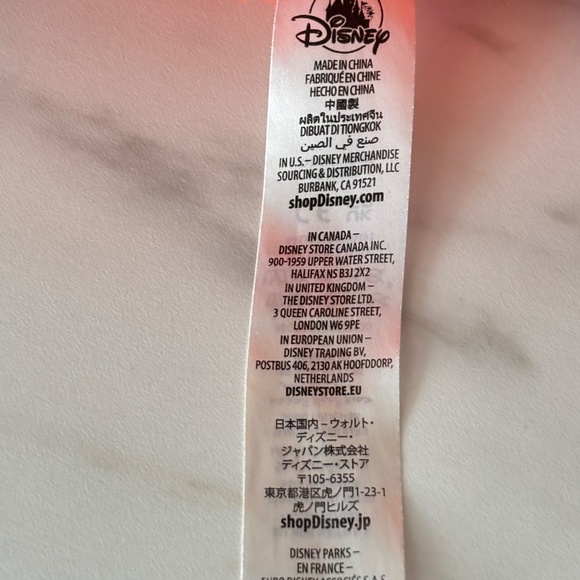 Disney
MADE IN CHINA
FABRIQUÉ EN CHINE
HECHO EN CHINA
中國製
ผลิตในประเทศจีน
DIBUAT DI TIONGKOK
صنع في الصين
IN U.S. – DISNEY MERCHANDISE
SOURCING & DISTRIBUTION, LLC
BURBANK, CA 91521
shopDisney.com
IN CANADA –
DISNEY STORE CANADA INC.
900-1959 UPPER WATER STREET,
HALIFAX NS B3J 2X2
IN UNITED KINGDOM –
THE DISNEY STORE LTD.
3 QUEEN CAROLINE STREET,
LONDON W6 9PE
IN EUROPEAN UNION –
DISNEY TRADING BV,
POSTBUS 406, 2130 AK HOOFDDORP,
NETHERLANDS
DISNEYSTORE.EU
日本国内 – ウォルト・
ディズニー・
ジャパン株式会社
ディズニー・ストア
〒105-6355
東京都港区虎ノ門1-23-1
虎ノ門ヒルズ
shopDisney.jp
DISNEY PARKS –
EN FRANCE –
EURO DISNEY ASSOCIÉS S.A.S.